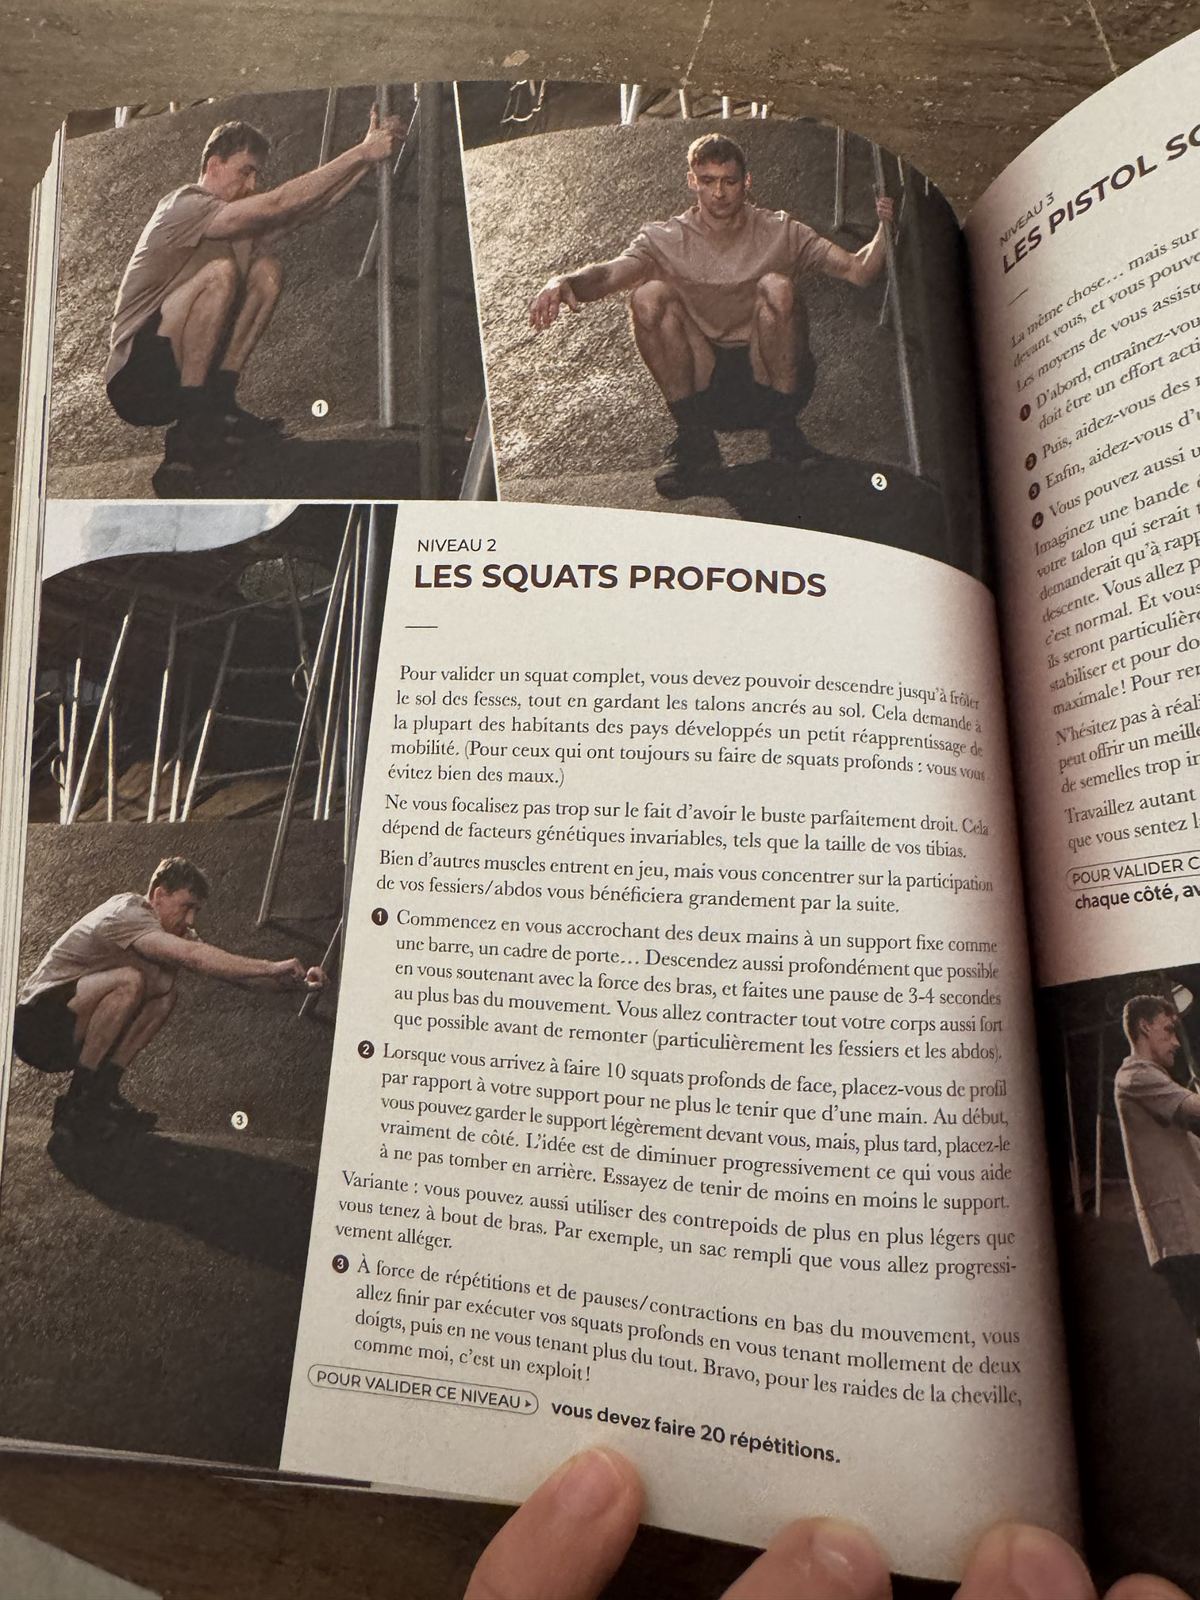 1
2
3
NIVEAU 2
LES SQUATS PROFONDS
Pour valider un squat complet, vous devez pouvoir descendre jusqu'à frôler
le sol des fesses, tout en gardant les talons ancrés au sol. Cela demande à
la plupart des habitants des pays développés un petit réapprentissage de
mobilité. (Pour ceux qui ont toujours su faire de squats profonds : vous vous
évitez bien des maux.)
Ne vous focalisez pas trop sur le fait d'avoir le buste parfaitement droit. Cela
dépend de facteurs génétiques invariables, tels que la taille de vos tibias.
Bien d'autres muscles entrent en jeu, mais vous concentrer sur la participation
de vos fessiers/abdos vous bénéficiera grandement par la suite.
1 Commencez en vous accrochant des deux mains à un support fixe comme
une barre, un cadre de porte… Descendez aussi profondément que possible
en vous soutenant avec la force des bras, et faites une pause de 3-4 secondes
au plus bas du mouvement. Vous allez contracter tout votre corps aussi fort
que possible avant de remonter (particulièrement les fessiers et les abdos).
2 Lorsque vous arrivez à faire 10 squats profonds de face, placez-vous de profil
par rapport à votre support pour ne plus le tenir que d'une main. Au début,
vous pouvez garder le support légèrement devant vous, mais, plus tard, placez-le
vraiment de côté. L'idée est de diminuer progressivement ce qui vous aide
à ne pas tomber en arrière. Essayez de tenir de moins en moins le support.
Variante : vous pouvez aussi utiliser des contrepoids de plus en plus légers que
vous tenez à bout de bras. Par exemple, un sac rempli que vous allez progressi-
vement alléger.
3 À force de répétitions et de pauses/contractions en bas du mouvement, vous
allez finir par exécuter vos squats profonds en vous tenant mollement de deux
doigts, puis en ne vous tenant plus du tout. Bravo, pour les raides de la cheville,
comme moi, c'est un exploit !
POUR VALIDER CE NIVEAU ▸ vous devez faire 20 répétitions.
NIVEAU 3
LES PISTOL
La même chose… mais sur
devant vous, et vous
Les moyens de vous
1 D'abord, entraînez-vou
doit être un effort
2 Puis, aidez-vous des
3 Enfin, aidez-vous
4 Vous pouvez aussi
Imaginez une bande
votre talon qui serait
demanderait qu'à
descente. Vous allez
c'est normal. Et
ils seront
stabiliser et pour
maximale ! Pour
N'hésitez pas à
peut offrir un
de semelles trop
Travaillez autant
que vous sentez
POUR VALIDER
chaque côté,